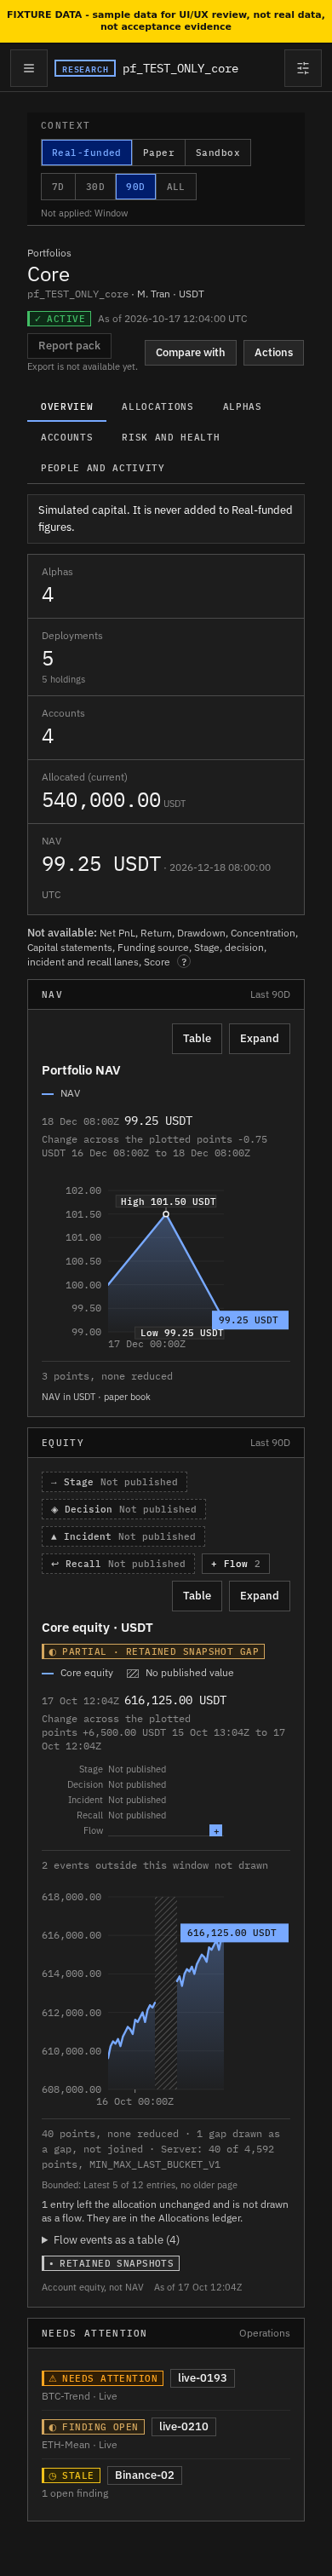 FIXTURE DATA - sample data for UI/UX review, not real data,
not acceptance evidence
RESEARCH pf_TEST_ONLY_core
CONTEXT
Real-funded Paper Sandbox
7D 30D 90D ALL
Not applied: Window
Portfolios
Core
pf_TEST_ONLY_core · M. Tran · USDT
✓ ACTIVE As of 2026-10-17 12:04:00 UTC
Report pack Compare with Actions
Export is not available yet.
OVERVIEW ALLOCATIONS ALPHAS
ACCOUNTS RISK AND HEALTH
PEOPLE AND ACTIVITY
Simulated capital. It is never added to Real-funded
figures.
Alphas
4
Deployments
5
5 holdings
Accounts
4
Allocated (current)
540,000.00 USDT
NAV
99.25 USDT · 2026-12-18 08:00:00
UTC
Not available: Net PnL, Return, Drawdown, Concentration,
Capital statements, Funding source, Stage, decision,
incident and recall lanes, Score ?
NAV Last 90D
Table Expand
Portfolio NAV
NAV
18 Dec 08:00Z 99.25 USDT
Change across the plotted points -0.75
USDT 16 Dec 08:00Z to 18 Dec 08:00Z
102.00
High 101.50 USDT
101.50
101.00
100.50
100.00
99.50
99.25 USDT
99.00
Low 99.25 USDT
17 Dec 00:00Z
3 points, none reduced
NAV in USDT · paper book
EQUITY Last 90D
→ Stage Not published
◈ Decision Not published
▲ Incident Not published
↩ Recall Not published + Flow 2
Table Expand
Core equity · USDT
◐ PARTIAL · RETAINED SNAPSHOT GAP
Core equity No published value
17 Oct 12:04Z 616,125.00 USDT
Change across the plotted
points +6,500.00 USDT 15 Oct 13:04Z to 17
Oct 12:04Z
Stage Not published
Decision Not published
Incident Not published
Recall Not published
Flow +
2 events outside this window not drawn
618,000.00
616,000.00
616,125.00 USDT
614,000.00
612,000.00
610,000.00
608,000.00
16 Oct 00:00Z
40 points, none reduced · 1 gap drawn as
a gap, not joined · Server: 40 of 4,592
points, MIN_MAX_LAST_BUCKET_V1
Bounded: Latest 5 of 12 entries, no older page
1 entry left the allocation unchanged and is not drawn
as a flow. They are in the Allocations ledger.
▶ Flow events as a table (4)
• RETAINED SNAPSHOTS
Account equity, not NAV As of 17 Oct 12:04Z
NEEDS ATTENTION Operations
⚠ NEEDS ATTENTION live-0193
BTC-Trend · Live
◐ FINDING OPEN live-0210
ETH-Mean · Live
◷ STALE Binance-02
1 open finding